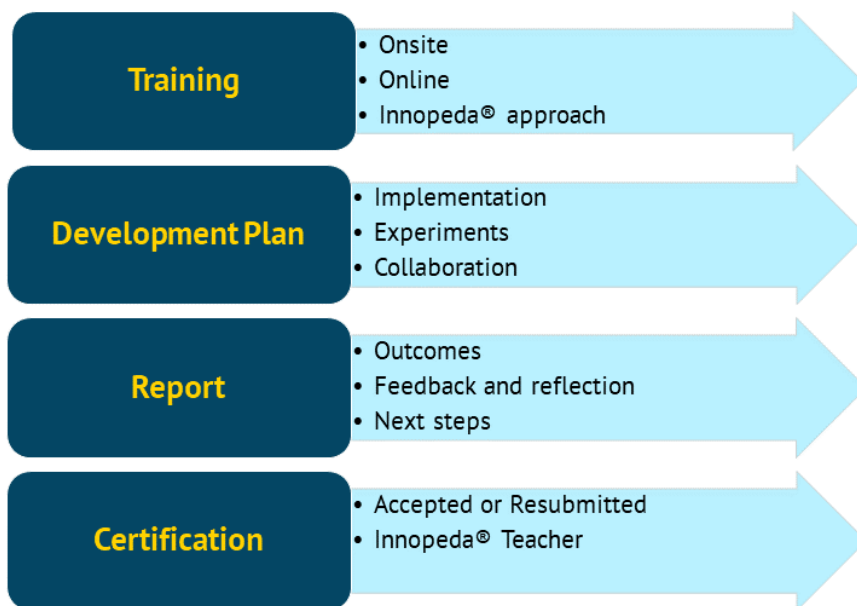 Training
• Onsite
• Online
• Innopeda® approach
Development Plan
• Implementation
• Experiments
• Collaboration
Report
• Outcomes
• Feedback and reflection
• Next steps
Certification
• Accepted or Resubmitted
• Innopeda® Teacher